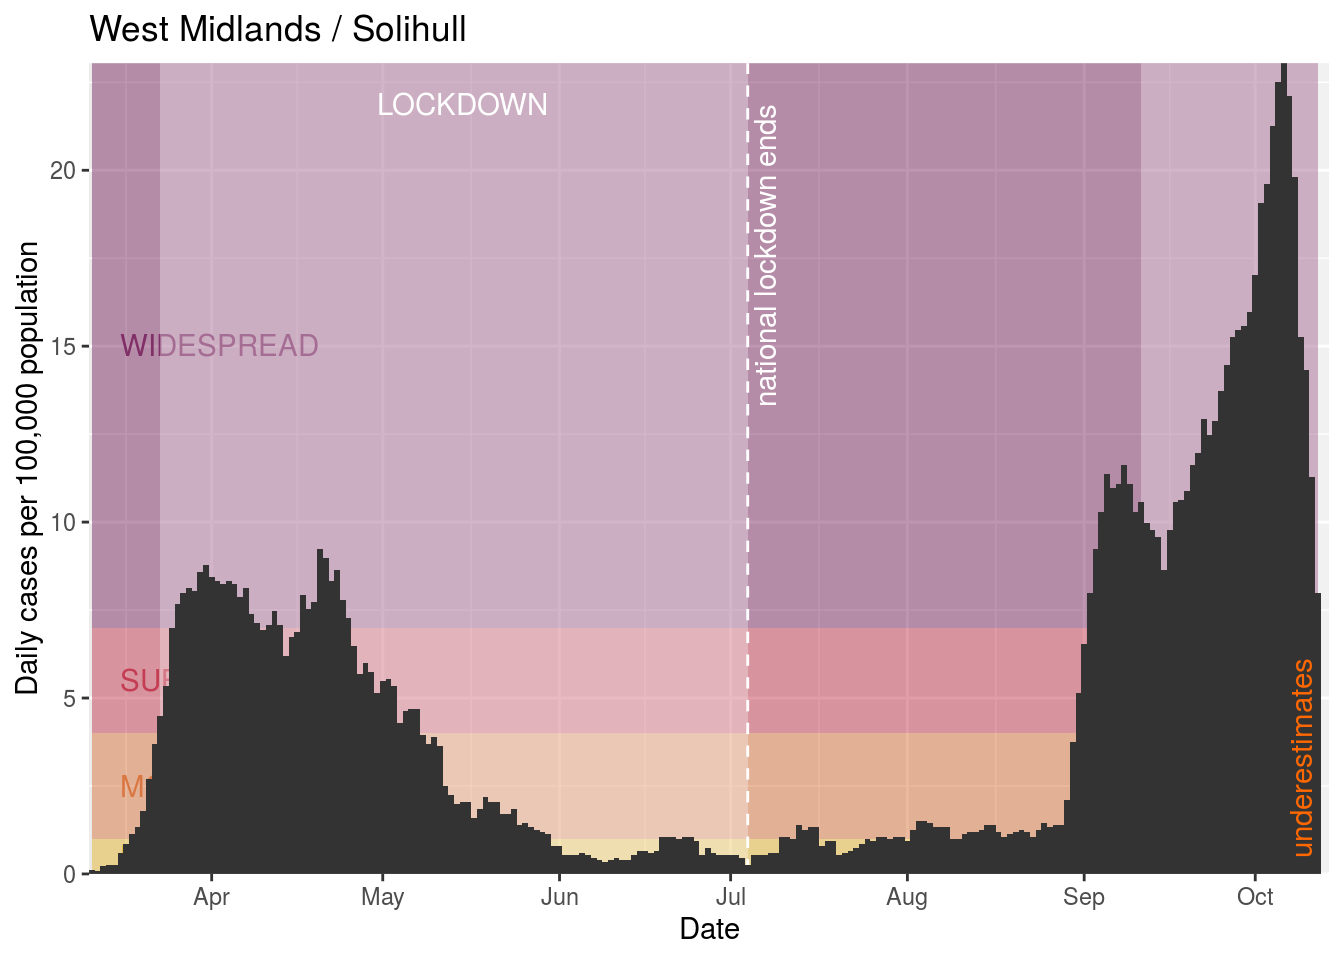 West Midlands / Solihull
LOCKDOWN
national lockdown ends
WIDESPREAD
underestimates
20
15
10
5
0
Daily cases per 100,000 population
Apr May Jun Jul Aug Sep Oct
Date